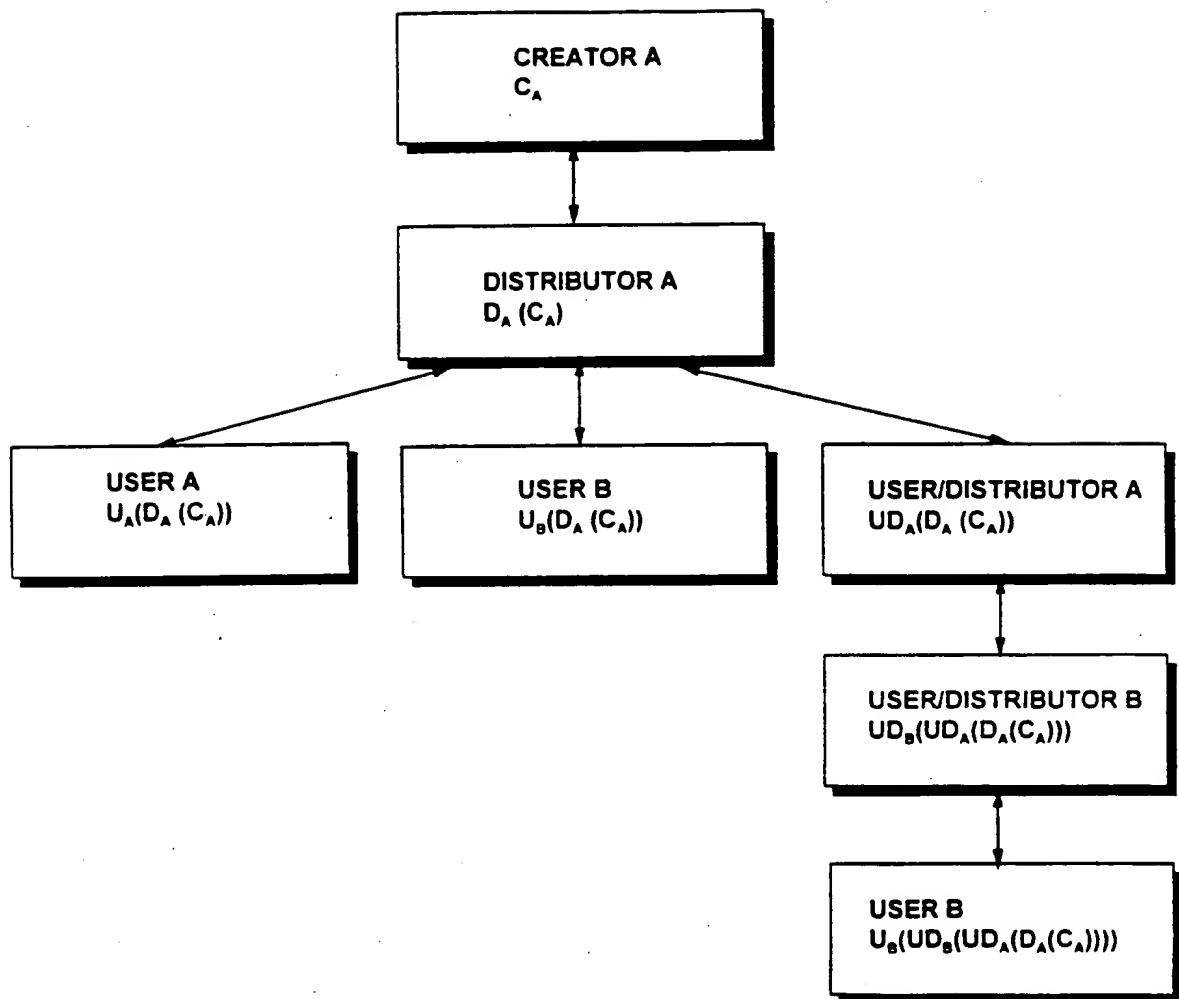 CREATOR A
C_A
DISTRIBUTOR A
D_A (C_A)
USER A
U_A(D_A (C_A))
USER B
U_B(D_A (C_A))
USER/DISTRIBUTOR A
UD_A(D_A (C_A))
USER/DISTRIBUTOR B
UD_B(UD_A(D_A(C_A)))
USER B
U_B(UD_B(UD_A(D_A(C_A))))